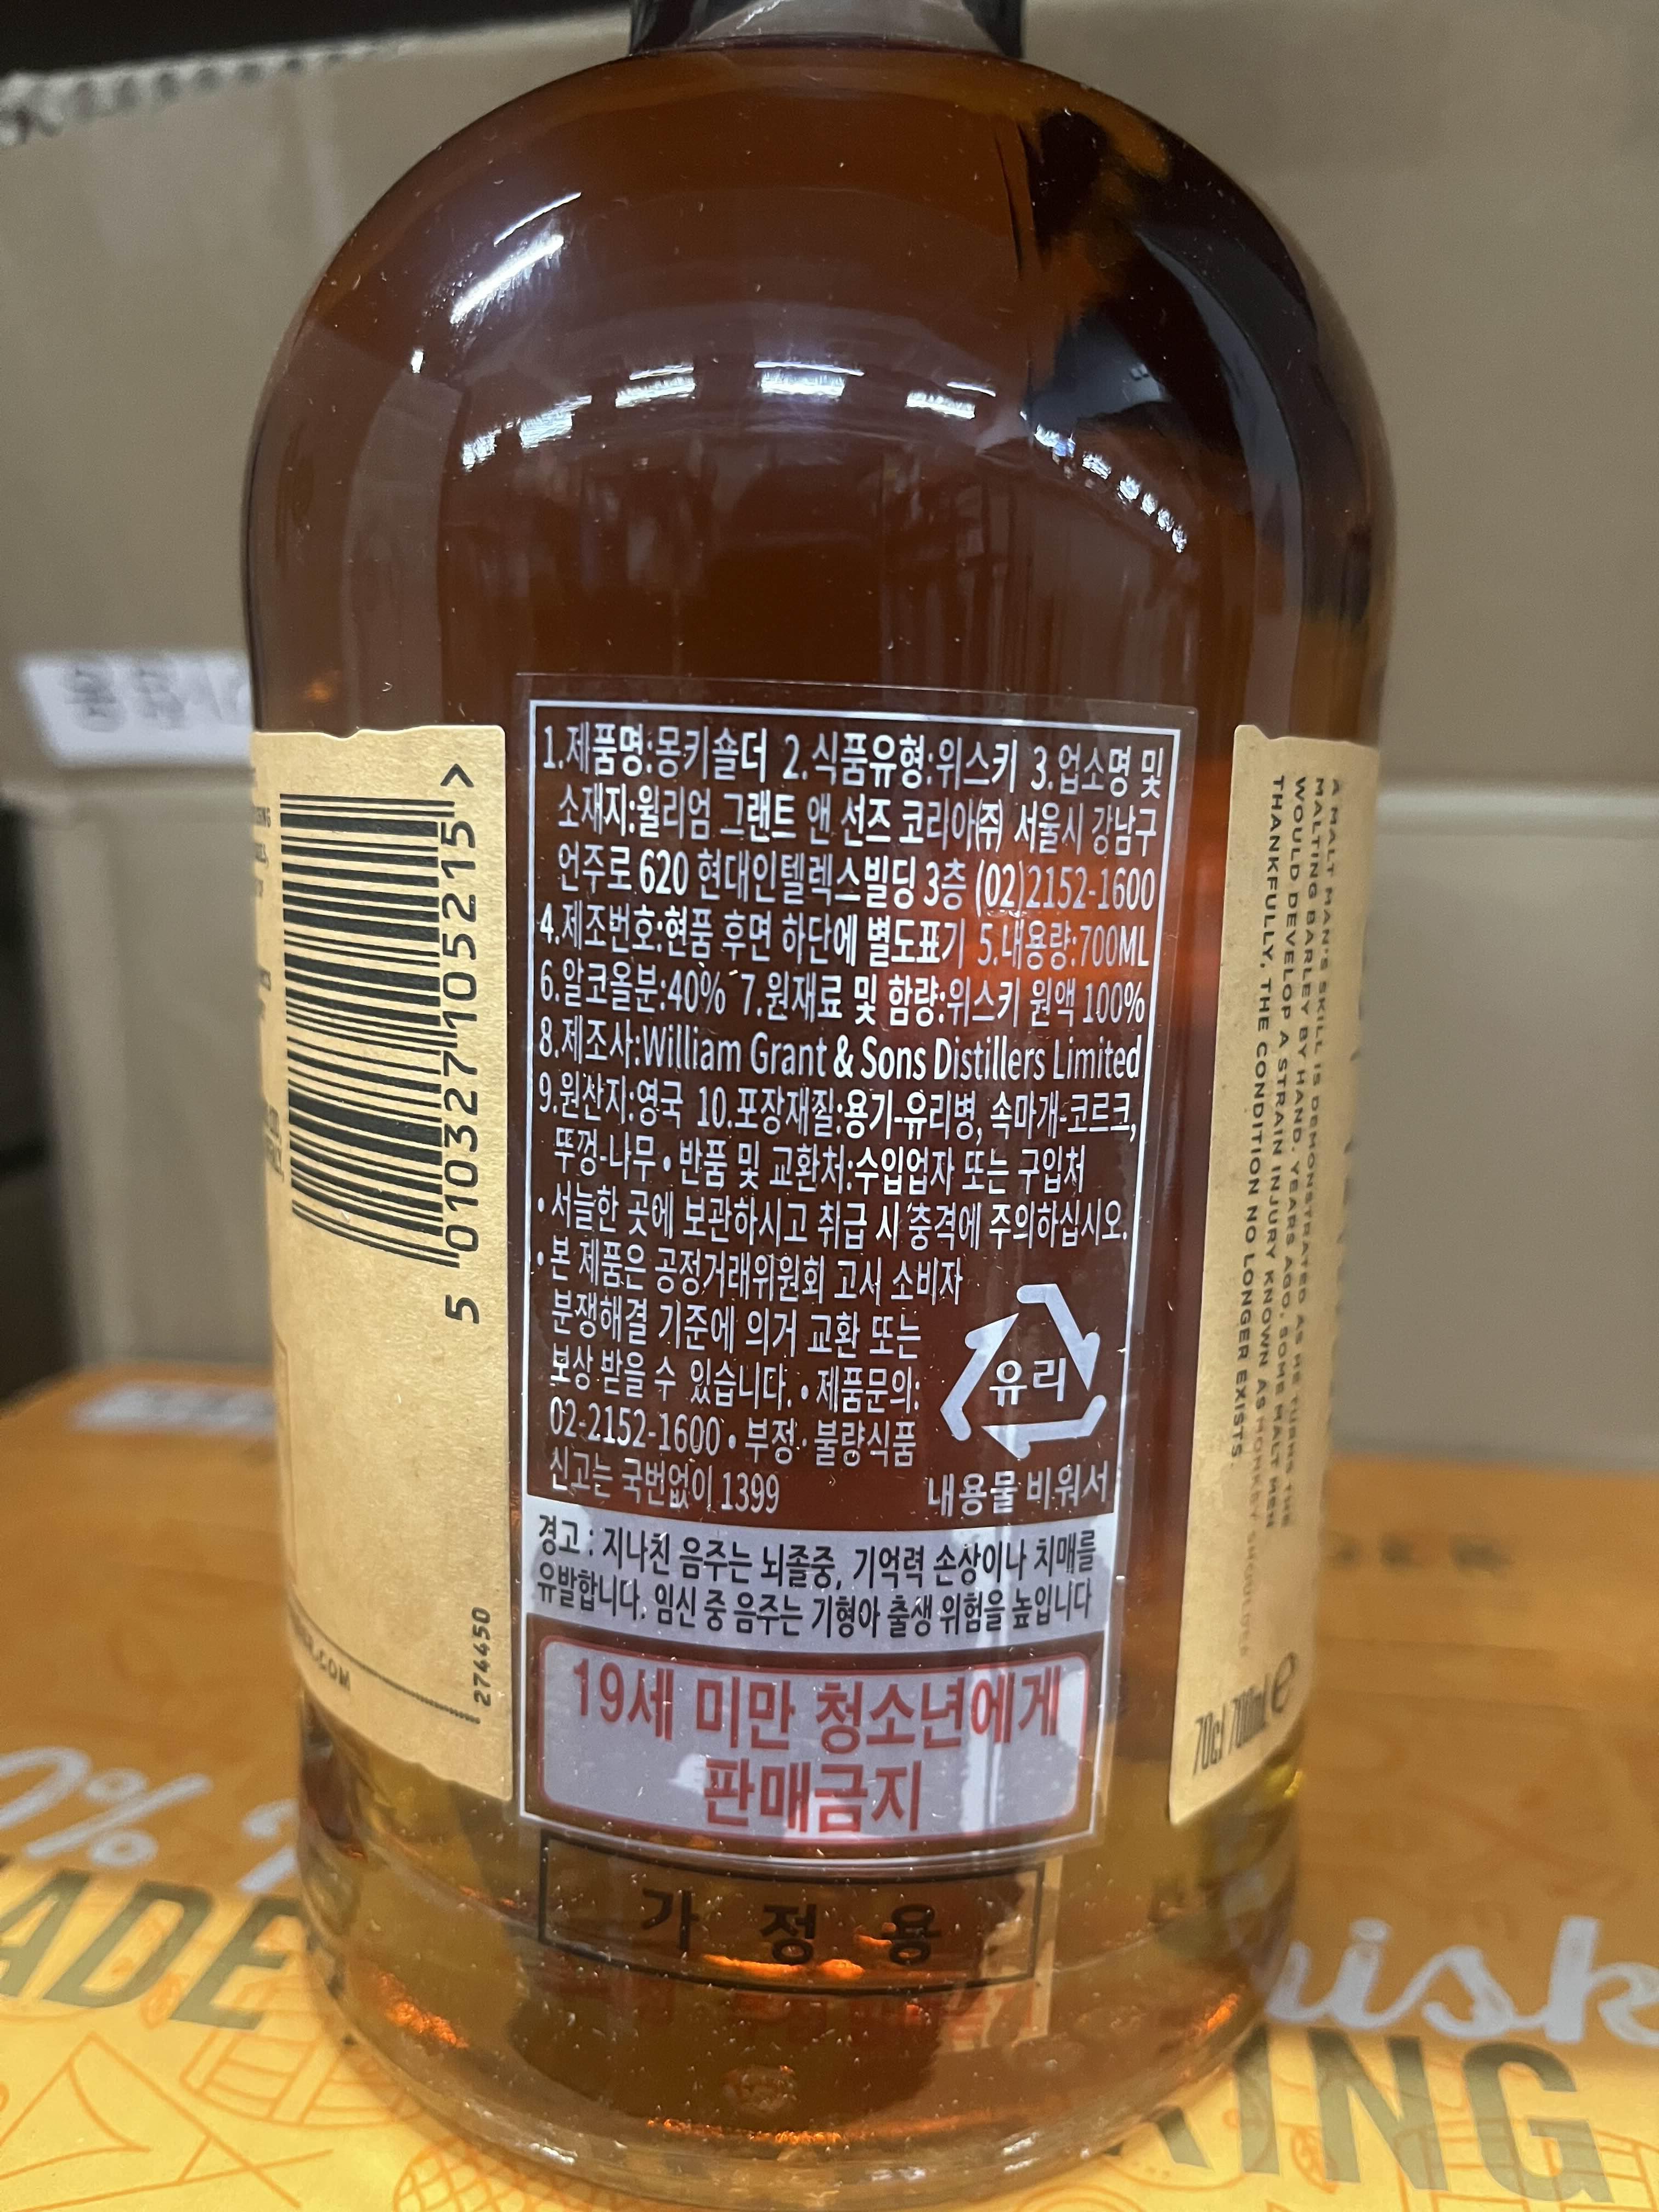 1.제품명:몽키숄더 2.식품유형:위스키 3.업소명 및
소재지:윌리엄 그랜트 앤 선즈 코리아(주) 서울시 강남구
언주로 620 현대인텔렉스빌딩 3층 (02)2152-1600
4.제조번호:현품 후면 하단에 별도표기 5.내용량:700ML
6.알코올분:40% 7.원재료 및 함량:위스키 원액 100%
8.제조사:William Grant & Sons Distillers Limited
9.원산지:영국 10.포장재질:용기-유리병, 속마개-코르크,
뚜껑-나무 • 반품 및 교환처:수입업자 또는 구입처
• 서늘한 곳에 보관하시고 취급 시 충격에 주의하십시오.
• 본 제품은 공정거래위원회 고시 소비자
분쟁해결 기준에 의거 교환 또는
보상 받을 수 있습니다. • 제품문의:
02-2152-1600 • 부정·불량식품
신고는 국번없이 1399
유리
내용물 비워서
경고 : 지나친 음주는 뇌졸중, 기억력 손상이나 치매를
유발합니다. 임신 중 음주는 기형아 출생 위험을 높입니다
19세 미만 청소년에게
판매금지
가 정 용
5 010327 105215 >
274450
.COM
A MALT MAN'S SKILL IS DEMONSTRATED AS HE TURNS THE
MALTING BARLEY BY HAND. YEARS AGO, SOME MALT MEN
WOULD DEVELOP A STRAIN INJURY KNOWN AS MONKEY SHOULDER
THANKFULLY, THE CONDITION NO LONGER EXISTS.
70cl 700ml e
0%
ADE
isk
ING